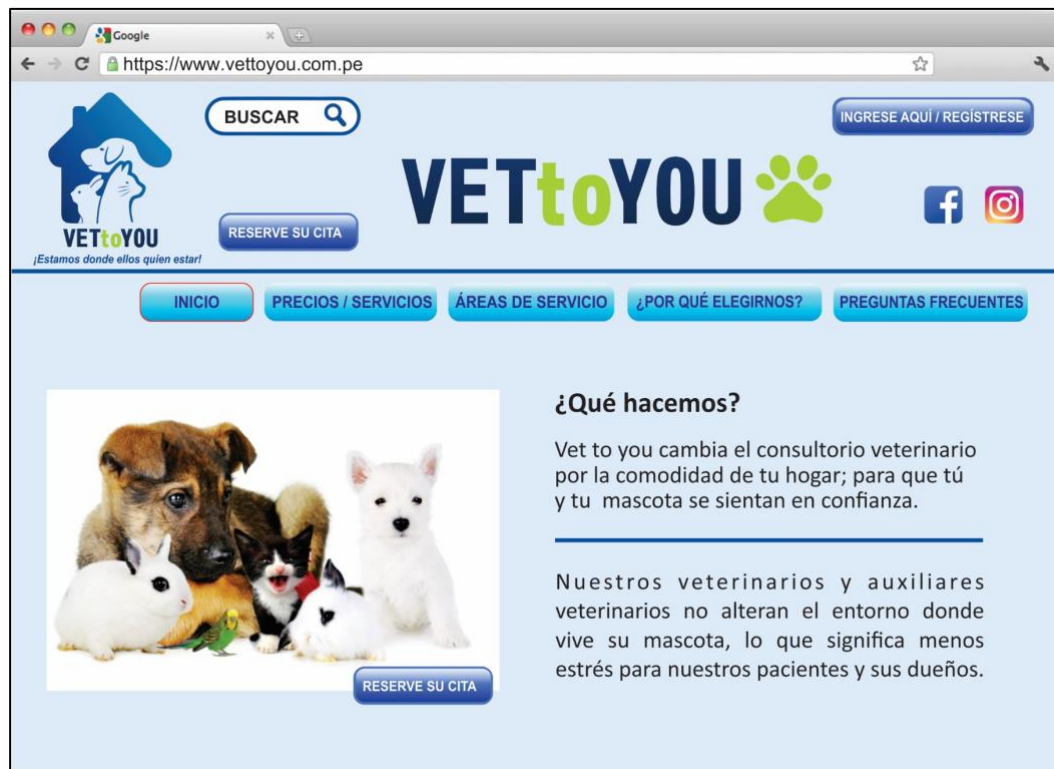 Google
https://www.vettoyou.com.pe
BUSCAR
INGRESE AQUÍ / REGÍSTRESE
VETtoYOU
RESERVE SU CITA
VETtoYOU
¡Estamos donde ellos quien estar!
INICIO
PRECIOS / SERVICIOS
ÁREAS DE SERVICIO
¿POR QUÉ ELEGIRNOS?
PREGUNTAS FRECUENTES
¿Qué hacemos?
Vet to you cambia el consultorio veterinario
por la comodidad de tu hogar; para que tú
y tu mascota se sientan en confianza.
Nuestros veterinarios y auxiliares
veterinarios no alteran el entorno donde
vive su mascota, lo que significa menos
estrés para nuestros pacientes y sus dueños.
RESERVE SU CITA